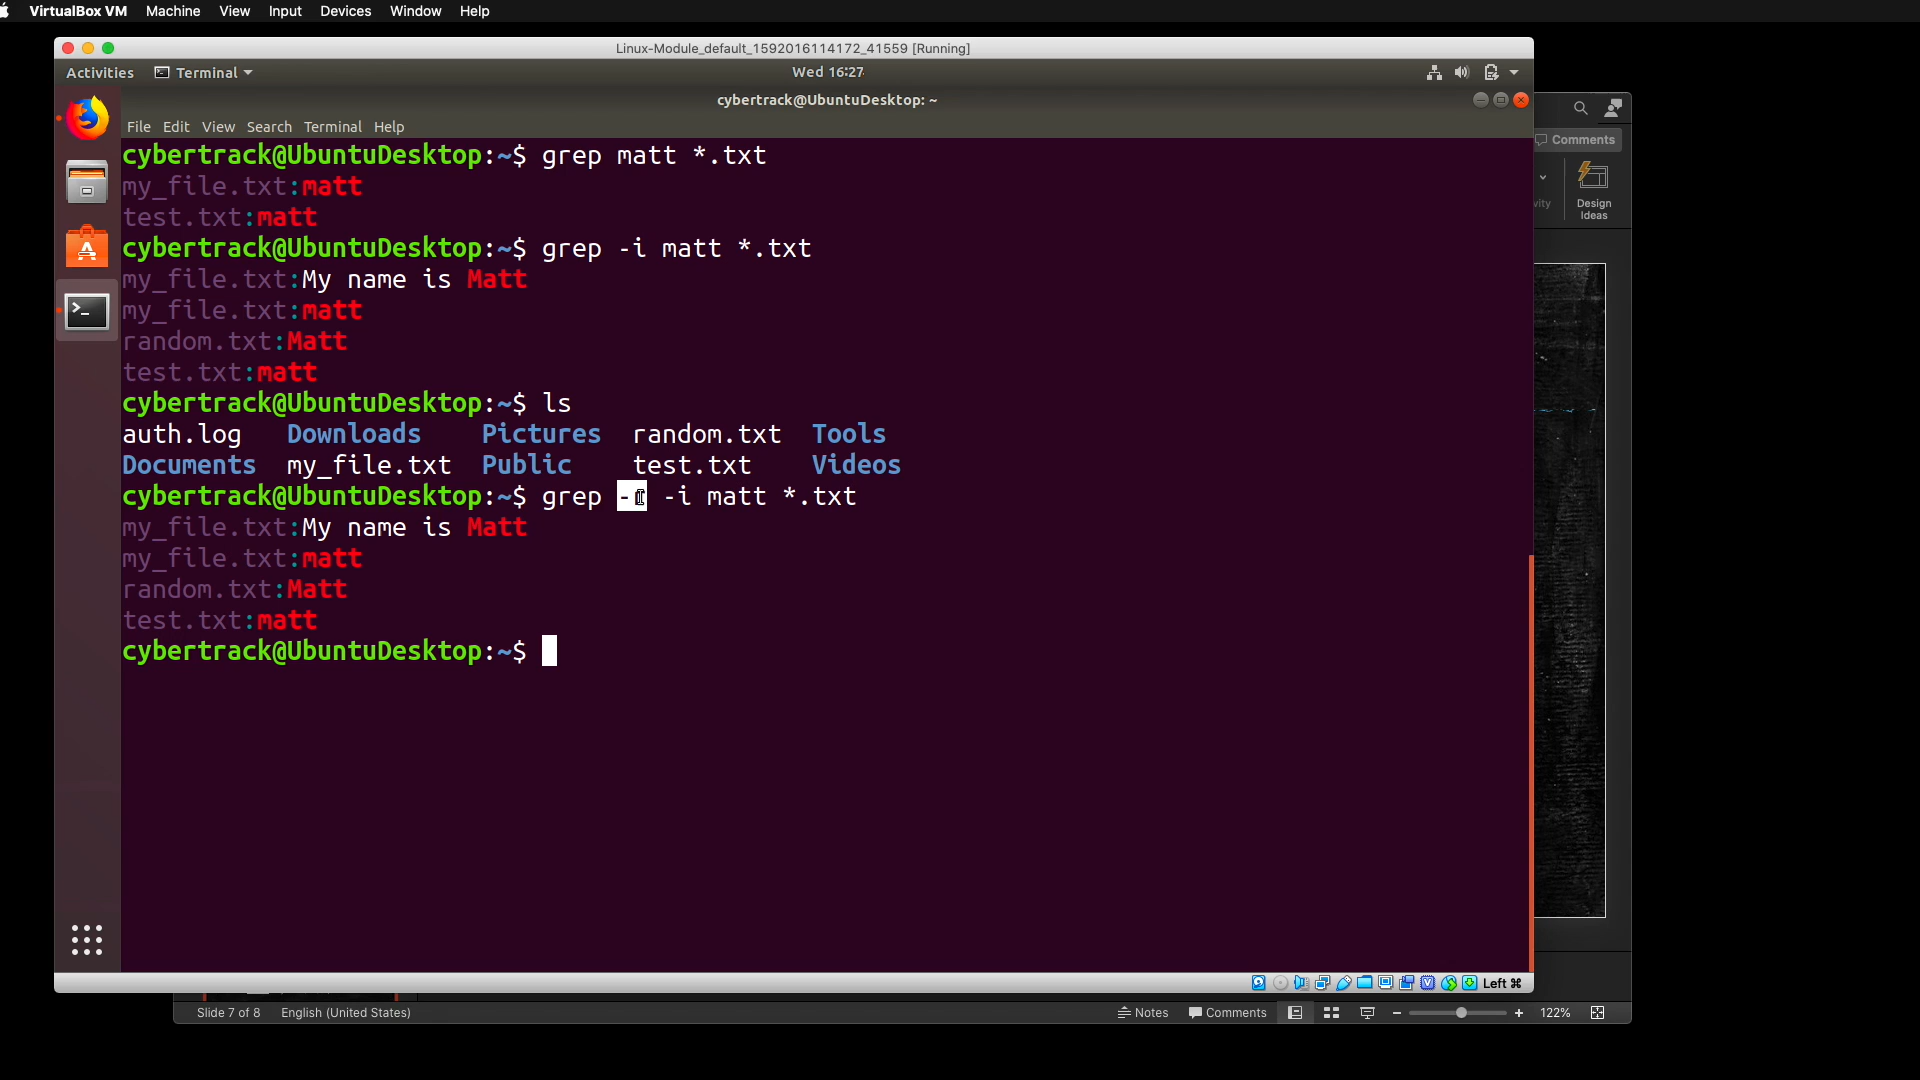 VirtualBox VM Machine View Input Devices Window Help
Linux-Module_default_1592016114172_41559 [Running]
Activities Terminal Wed 16:27
cybertrack@UbuntuDesktop: ~
File Edit View Search Terminal Help
Comments
Design
Ideas
cybertrack@UbuntuDesktop:~$ grep matt *.txt
my_file.txt:matt
test.txt:matt
cybertrack@UbuntuDesktop:~$ grep -i matt *.txt
my_file.txt:My name is Matt
my_file.txt:matt
random.txt:Matt
test.txt:matt
cybertrack@UbuntuDesktop:~$ ls
auth.log Downloads Pictures random.txt Tools
Documents my_file.txt Public test.txt Videos
cybertrack@UbuntuDesktop:~$ grep -i matt *.txt
my_file.txt:My name is Matt
my_file.txt:matt
random.txt:Matt
test.txt:matt
cybertrack@UbuntuDesktop:~$
Left ⌘
Slide 7 of 8 English (United States) Notes Comments 122%